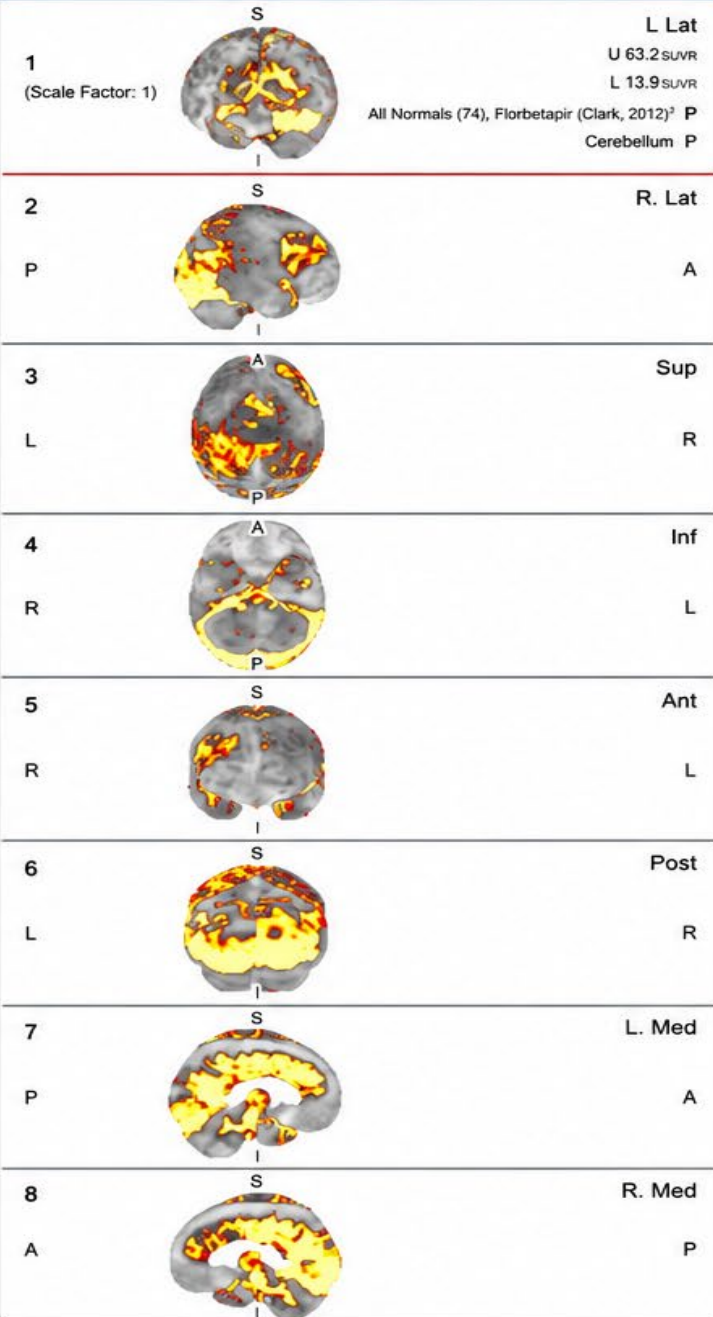 S
L Lat
1
U 63.2 SUVR
(Scale Factor: 1)
L 13.9 SUVR
All Normals (74), Florbetapir (Clark, 2012)³ P
Cerebellum P
I
S
2
R. Lat
P
A
I
3
A
Sup
L
R
P
4
A
Inf
R
L
P
5
S
Ant
R
L
I
6
S
Post
L
R
I
7
S
L. Med
P
A
I
8
S
R. Med
A
P
I